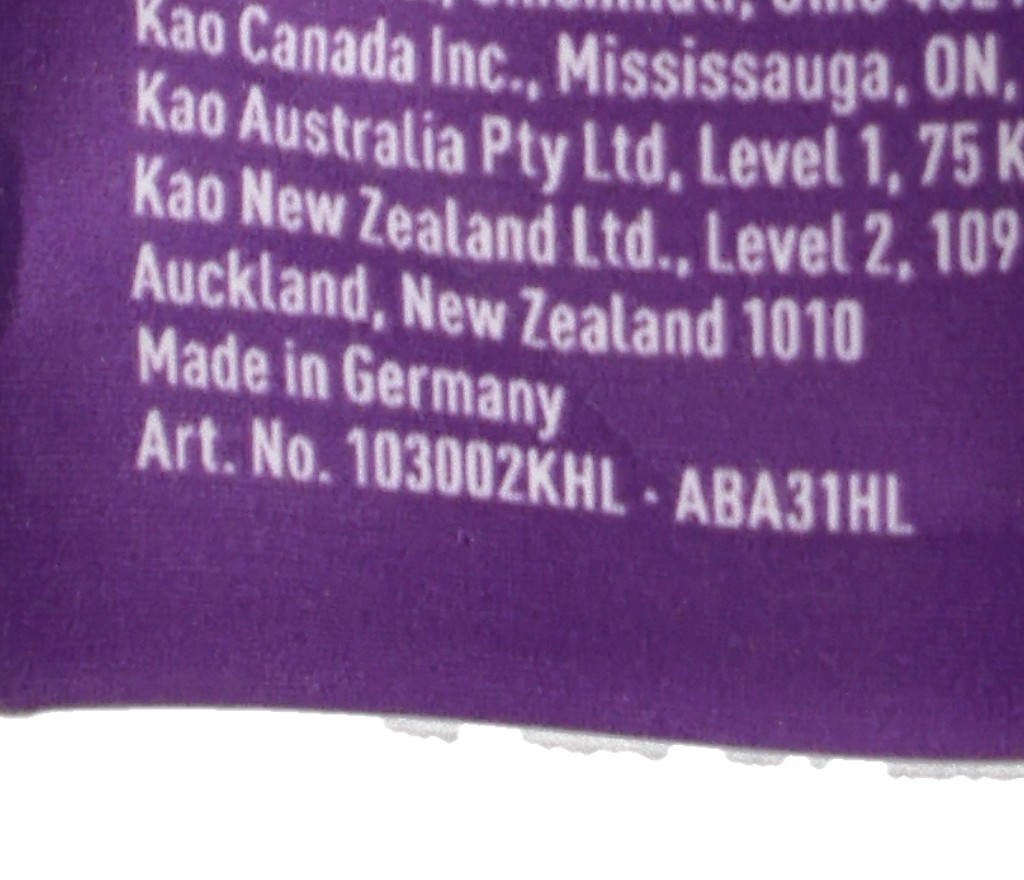 Kao Canada Inc., Mississauga, ON,
Kao Australia Pty Ltd, Level 1, 75 K
Kao New Zealand Ltd., Level 2, 109
Auckland, New Zealand 1010
Made in Germany
Art. No. 103002KHL · ABA31HL